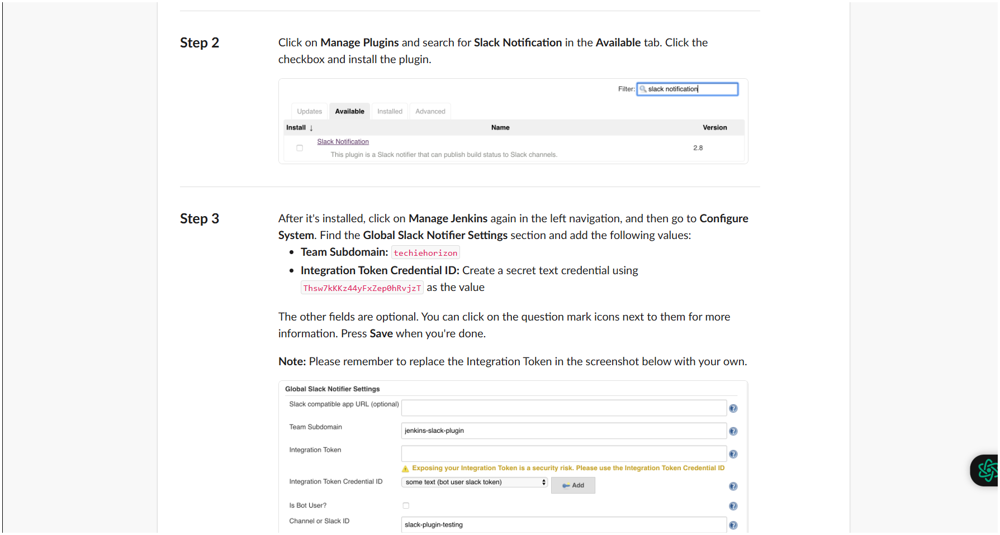 Step 2
Click on Manage Plugins and search for Slack Notification in the Available tab. Click the
checkbox and install the plugin.
Filter: slack notification
Updates Available Installed Advanced
Install ↓ Name Version
Slack Notification
This plugin is a Slack notifier that can publish build status to Slack channels.
2.8
Step 3
After it's installed, click on Manage Jenkins again in the left navigation, and then go to Configure
System. Find the Global Slack Notifier Settings section and add the following values:
• Team Subdomain: techiehorizon
• Integration Token Credential ID: Create a secret text credential using
Thsw7kKKz44yFxZep0hRvjzT as the value
The other fields are optional. You can click on the question mark icons next to them for more
information. Press Save when you're done.
Note: Please remember to replace the Integration Token in the screenshot below with your own.
Global Slack Notifier Settings
Slack compatible app URL (optional)
Team Subdomain jenkins-slack-plugin
Integration Token
Exposing your Integration Token is a security risk. Please use the Integration Token Credential ID
Integration Token Credential ID some text (bot user slack token) Add
Is Bot User?
Channel or Slack ID slack-plugin-testing